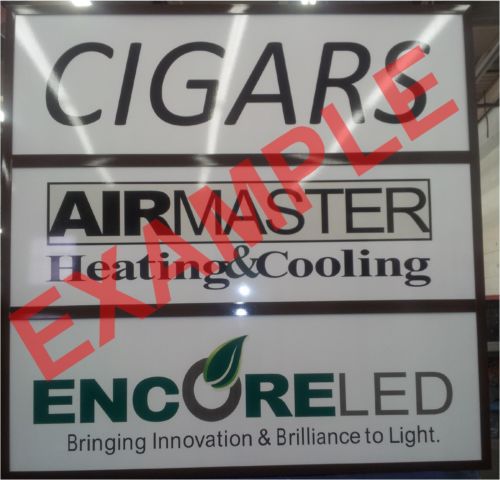 CIGARS
AIRMASTER
Heating&Cooling
ENCORELED
Bringing Innovation & Brilliance to Light.
EXAMPLE